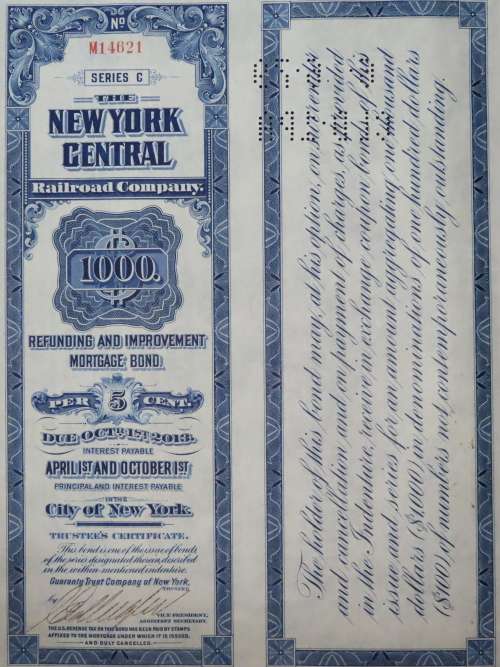 No
M14621
SERIES C
THE
NEW YORK
CENTRAL
Railroad Company.
1000.
REFUNDING AND IMPROVEMENT
MORTGAGE BOND
PER 5 CENT.
DUE OCTR. 1ST 2013.
INTEREST PAYABLE
APRIL 1ST AND OCTOBER 1ST
PRINCIPAL AND INTEREST PAYABLE
IN THE
City of New York.
TRUSTEE'S CERTIFICATE.
This bond is one of the issue of bonds
of the series designated therein, described
in the within-mentioned indenture.
Guaranty Trust Company of New York,
TRUSTEE
by
VICE PRESIDENT,
ASSISTANT SECRETARY.
THE U.S. REVENUE TAX ON THIS BOND HAS BEEN PAID BY STAMPS
AFFIXED TO THE MORTGAGE UNDER WHICH IT IS ISSUED,
AND DULY CANCELLED.
The holder of this bond may, at his option, on surrender
and cancellation and on payment of charges, as provided
in the Indenture, receive in exchange coupon bonds of this
issue and series, for an amount aggregating one thousand
dollars ($1000), in denominations of one hundred dollars
($100), of numbers not contemporaneously outstanding.